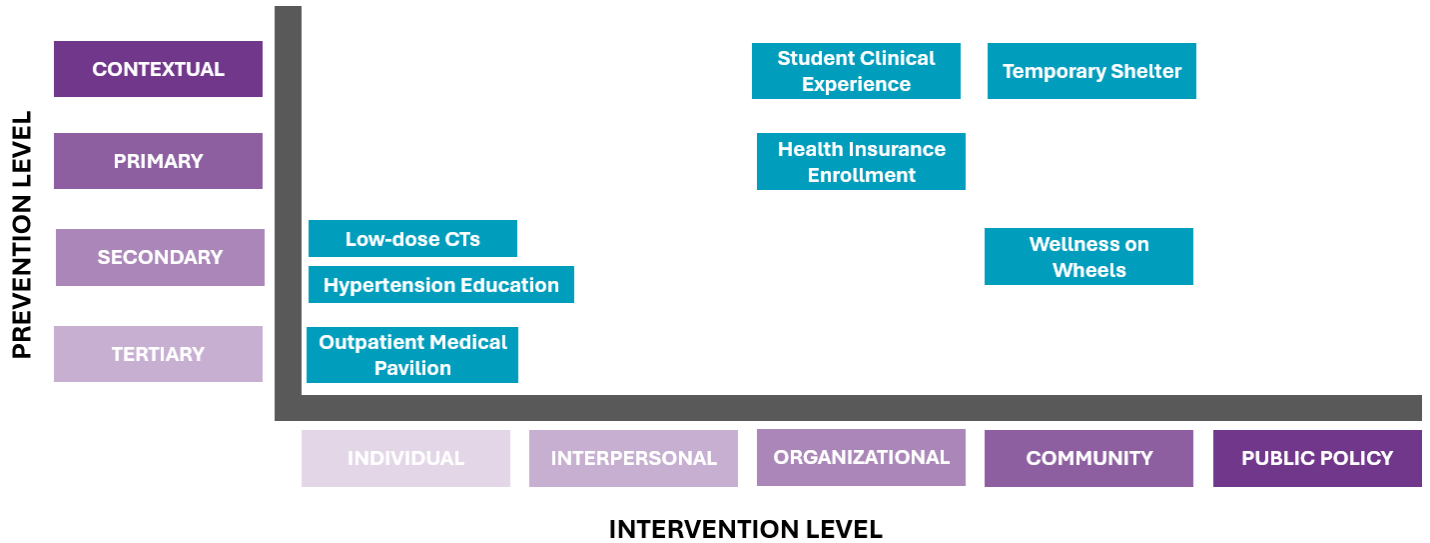 PREVENTION LEVEL
CONTEXTUAL
Student Clinical
Experience
Temporary Shelter
PRIMARY
Health Insurance
Enrollment
SECONDARY
Low-dose CTs
Hypertension Education
Wellness on
Wheels
TERTIARY
Outpatient Medical
Pavilion
INDIVIDUAL
INTERPERSONAL
ORGANIZATIONAL
COMMUNITY
PUBLIC POLICY
INTERVENTION LEVEL